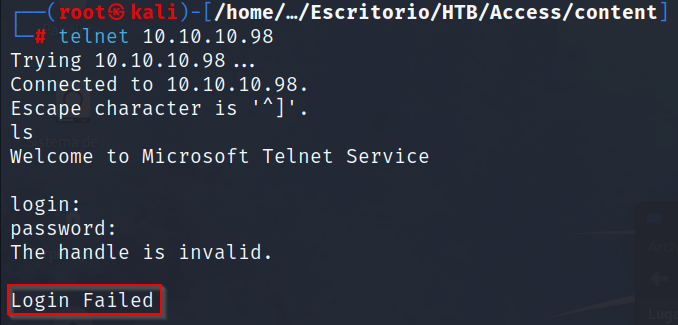 ┌──(root㉿kali)-[/home/…/Escritorio/HTB/Access/content]
└─# telnet 10.10.10.98
Trying 10.10.10.98...
Connected to 10.10.10.98.
Escape character is '^]'.
ls
Welcome to Microsoft Telnet Service
login:
password:
The handle is invalid.
Login Failed